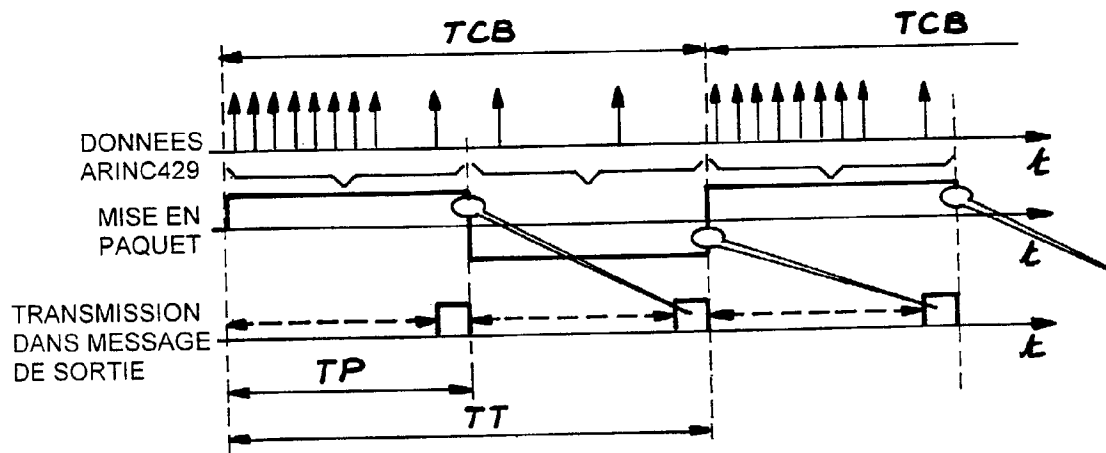 TCB
TCB
DONNEES
ARINC429
t
MISE EN
PAQUET
t
TRANSMISSION
DANS MESSAGE
DE SORTIE
t
TP
TT